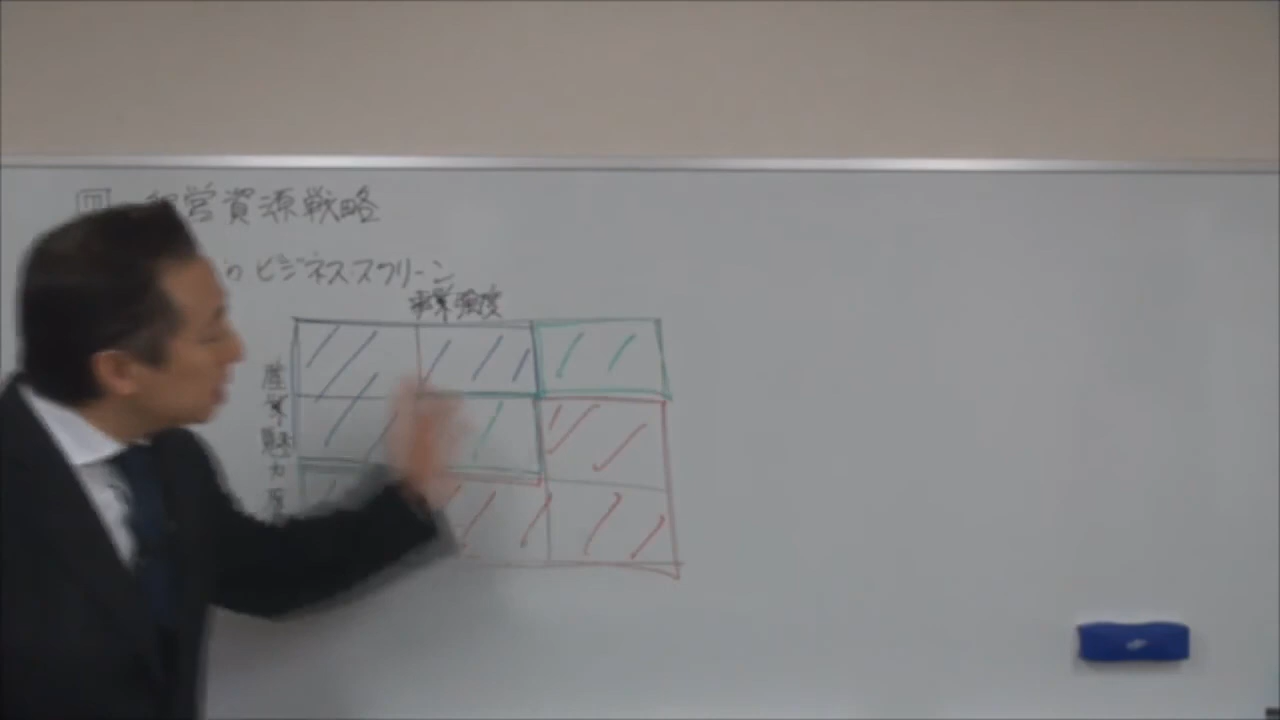 営資源戦略
のビジネススクリーン
事業強度
産業魅力度